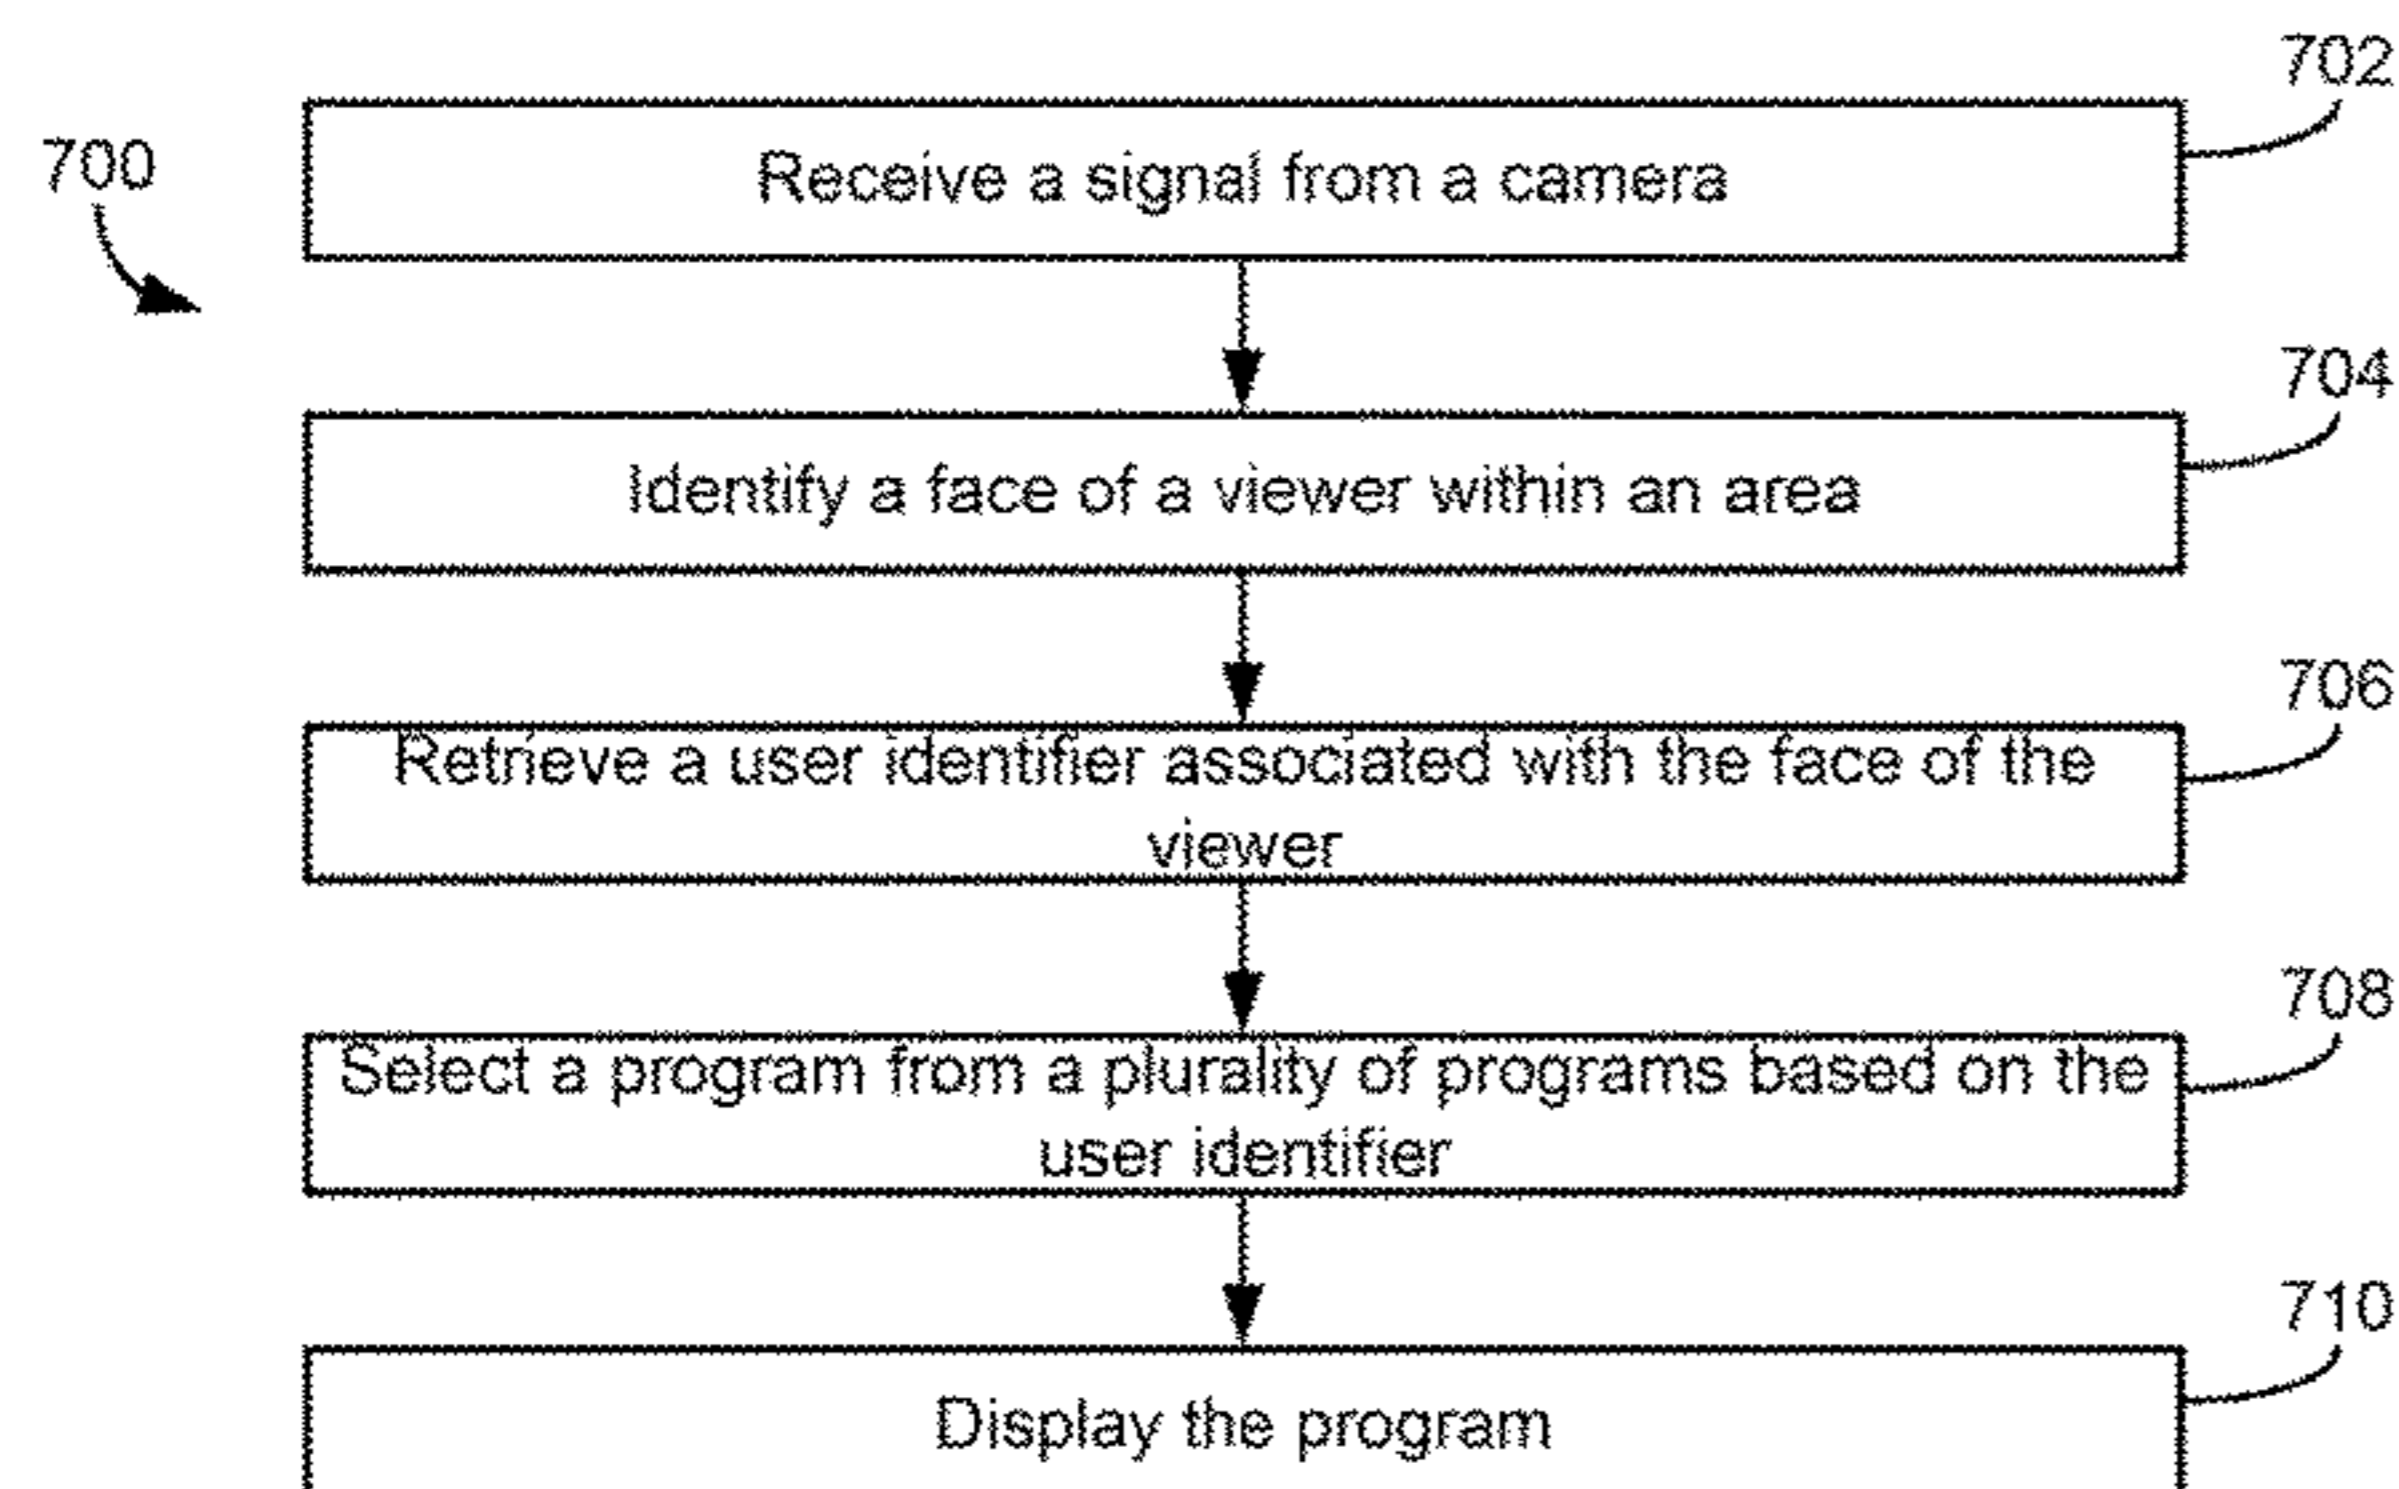 702
700
Receive a signal from a camera
704
Identify a face of a viewer within an area
706
Retrieve a user identifier associated with the face of the
viewer
708
Select a program from a plurality of programs based on the
user identifier
710
Display the program